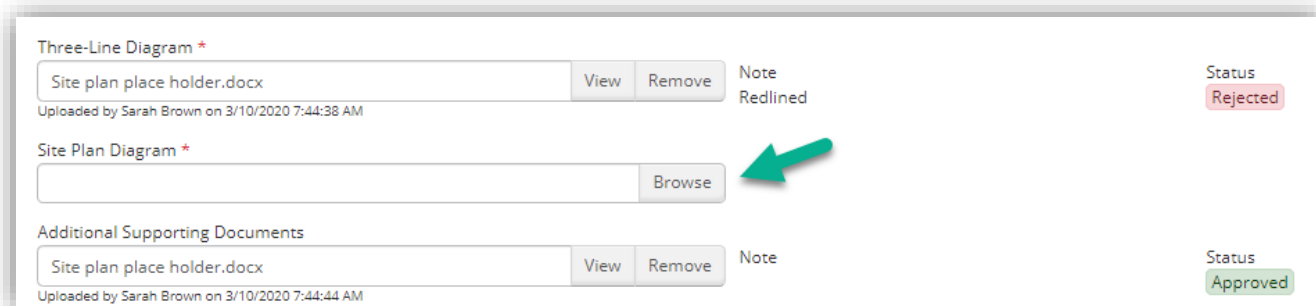 Three-Line Diagram *
Site plan place holder.docx View Remove Note Status
Redlined Rejected
Uploaded by Sarah Brown on 3/10/2020 7:44:38 AM
Site Plan Diagram *
Browse
Additional Supporting Documents
Site plan place holder.docx View Remove Note Status
Approved
Uploaded by Sarah Brown on 3/10/2020 7:44:44 AM